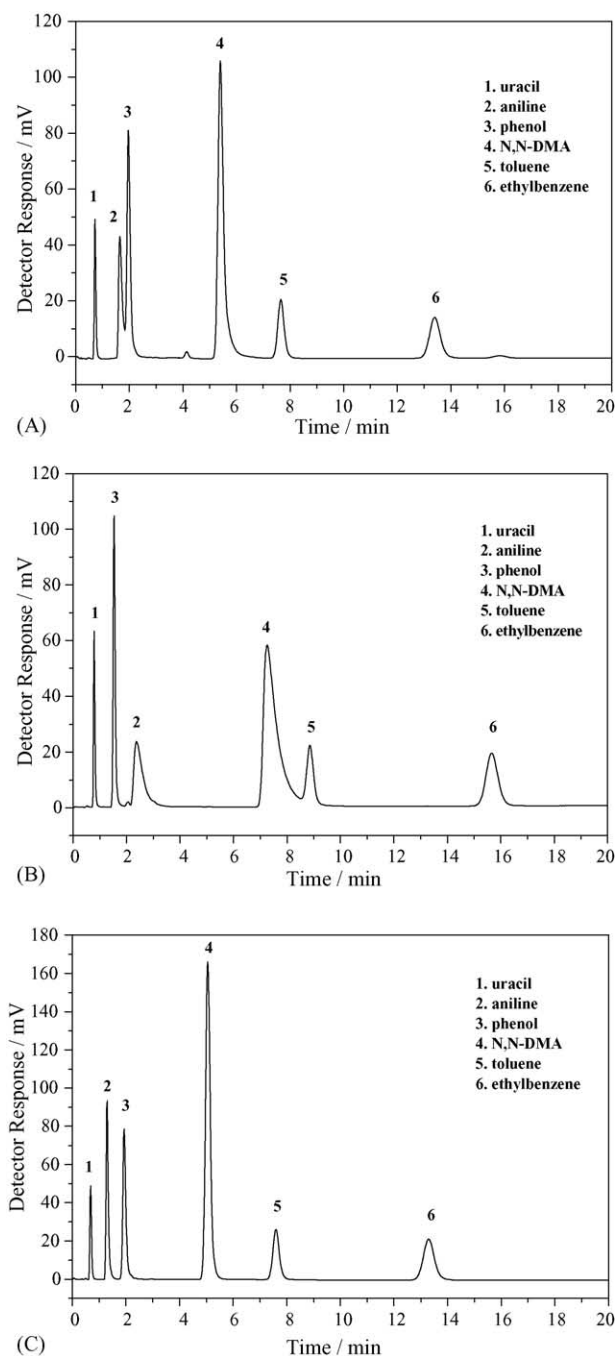 120
100
80
60
40
20
0
Detector Response / mV
1
2
3
4
5
6
1. uracil
2. aniline
3. phenol
4. N,N-DMA
5. toluene
6. ethylbenzene
0 2 4 6 8 10 12 14 16 18 20
(A)
Time / min
120
100
80
60
40
20
0
Detector Response / mV
1
3
2
4
5
6
1. uracil
2. aniline
3. phenol
4. N,N-DMA
5. toluene
6. ethylbenzene
0 2 4 6 8 10 12 14 16 18 20
(B)
Time / min
180
160
140
120
100
80
60
40
20
0
Detector Response / mV
1
2
3
4
5
6
1. uracil
2. aniline
3. phenol
4. N,N-DMA
5. toluene
6. ethylbenzene
0 2 4 6 8 10 12 14 16 18 20
(C)
Time / min